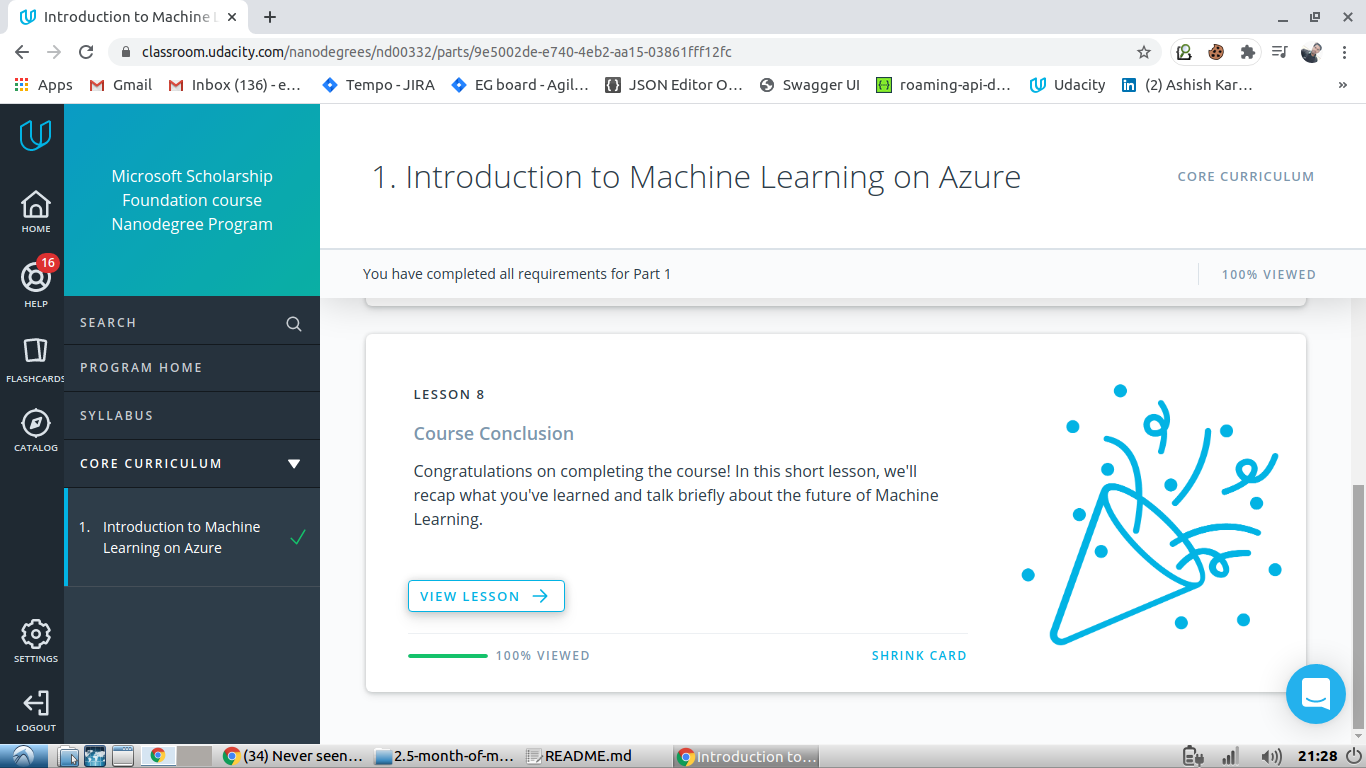 Introduction to Machine L
classroom.udacity.com/nanodegrees/nd00332/parts/9e5002de-e740-4eb2-aa15-03861fff12fc
Apps
Gmail
Inbox (136) - e...
Tempo - JIRA
EG board - Agil...
JSON Editor O...
Swagger UI
roaming-api-d...
Udacity
(2) Ashish Kar...
»
HOME
16
HELP
FLASHCARDS
CATALOG
SETTINGS
LOGOUT
Microsoft Scholarship
Foundation course
Nanodegree Program
SEARCH
PROGRAM HOME
SYLLABUS
CORE CURRICULUM
1. Introduction to Machine
Learning on Azure
1. Introduction to Machine Learning on Azure
CORE CURRICULUM
You have completed all requirements for Part 1
100% VIEWED
LESSON 8
Course Conclusion
Congratulations on completing the course! In this short lesson, we'll
recap what you've learned and talk briefly about the future of Machine
Learning.
VIEW LESSON
100% VIEWED
SHRINK CARD
(34) Never seen...
2.5-month-of-m...
README.md
Introduction to...
21:28